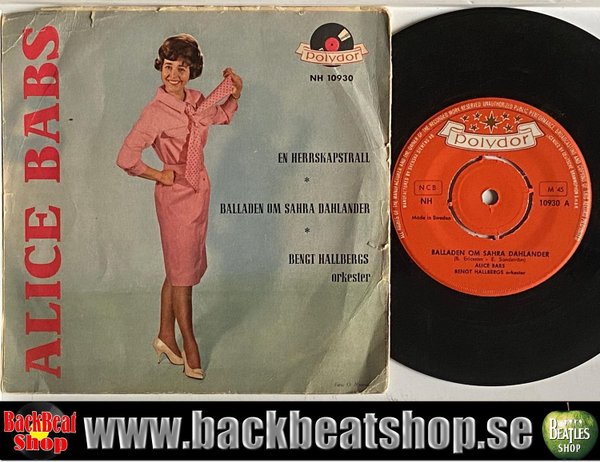 ALICE BABS
Polydor
NH 10930
EN HERRSKAPSTRALL
*
BALLADEN OM SAHRA DAHLANDER
*
BENGT HALLBERGS
orkester
Polydor
NCB
NH
M 45
10930 A
Made in Sweden
BALLADEN OM SAHRA DAHLANDER
ALICE BABS
BENGT HALLBERGS orkester
BackBeat
Shop
www.backbeatshop.se
BEATLES
SHOP